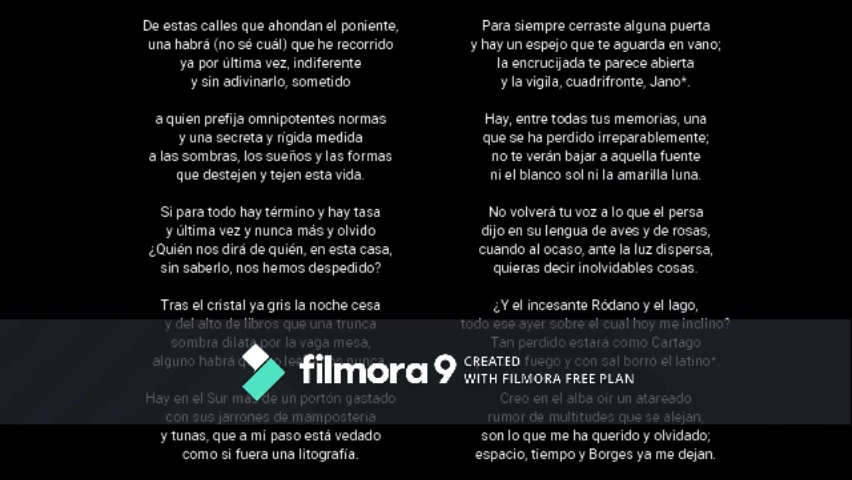 De estas calles que ahondan el poniente,
una habrá (no sé cuál) que he recorrido
ya por última vez, indiferente
y sin adivinarlo, sometido
a quien prefija omnipotentes normas
y una secreta y rígida medida
a las sombras, los sueños y las formas
que destejen y tejen esta vida.
Si para todo hay término y hay tasa
y última vez y nunca más y olvido
¿Quién nos dirá de quién, en esta casa,
sin saberlo, nos hemos despedido?
Tras el cristal ya gris la noche cesa
y del alto de libros que una trunca
sombra dilata por la vaga mesa,
alguno habrá
Hay en el Sur más de un portón gastado
con sus jarrones de mampostería
y tunas, que a mi paso está vedado
como si fuera una litografía.
Para siempre cerraste alguna puerta
y hay un espejo que te aguarda en vano;
la encrucijada te parece abierta
y la vigila, cuadrifronte, Jano*.
Hay, entre todas tus memorias, una
que se ha perdido irreparablemente;
no te verán bajar a aquella fuente
ni el blanco sol ni la amarilla luna.
No volverá tu voz a lo que el persa
dijo en su lengua de aves y de rosas,
cuando al ocaso, ante la luz dispersa,
quieras decir inolvidables cosas.
¿Y el incesante Ródano y el lago,
todo ese ayer sobre el cual hoy me inclino?
Tan perdido estará como Cartago
fuego y con sal borró el latino*.
Creo en el alba oír un atareado
rumor de multitudes que se alejan;
son lo que me ha querido y olvidado;
espacio, tiempo y Borges ya me dejan.
filmora 9
CREATED
WITH FILMORA FREE PLAN